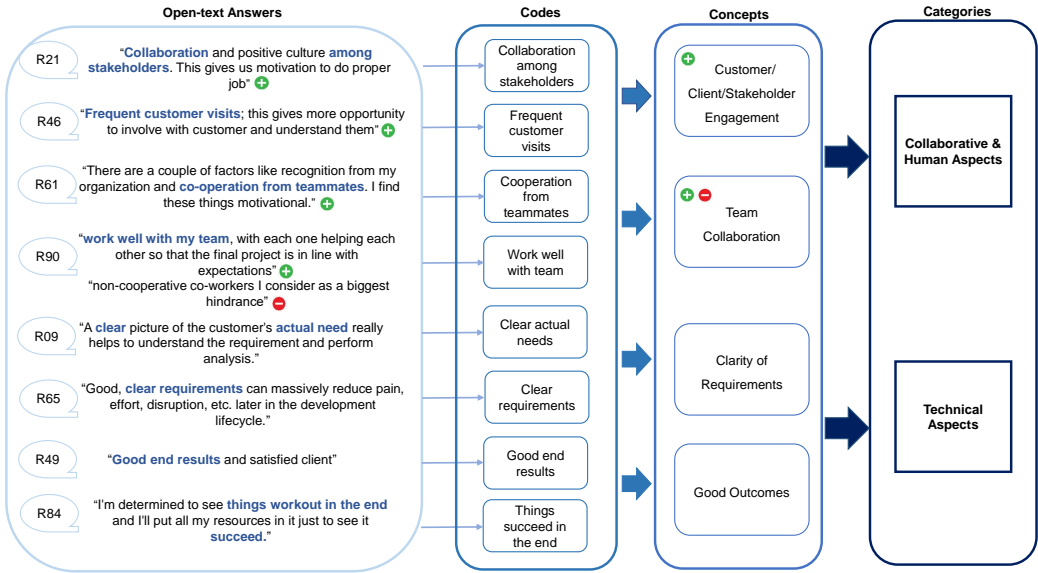 Open-text Answers
Codes
Concepts
Categories
R21
“Collaboration and positive culture among
stakeholders. This gives us motivation to do proper
job”
R46
“Frequent customer visits; this gives more opportunity
to involve with customer and understand them”
R61
“There are a couple of factors like recognition from my
organization and co-operation from teammates. I find
these things motivational.”
R90
“work well with my team, with each one helping each
other so that the final project is in line with
expectations”
“non-cooperative co-workers I consider as a biggest
hindrance”
R09
“A clear picture of the customer’s actual need really
helps to understand the requirement and perform
analysis.”
R65
“Good, clear requirements can massively reduce pain,
effort, disruption, etc. later in the development
lifecycle.”
R49
“Good end results and satisfied client”
R84
“I’m determined to see things workout in the end
and I'll put all my resources in it just to see it
succeed.”
Collaboration
among
stakeholders
Frequent
customer
visits
Cooperation
from
teammates
Work well
with team
Clear actual
needs
Clear
requirements
Good end
results
Things
succeed in
the end
Customer/
Client/Stakeholder
Engagement
Team
Collaboration
Clarity of
Requirements
Good Outcomes
Collaborative &
Human Aspects
Technical
Aspects